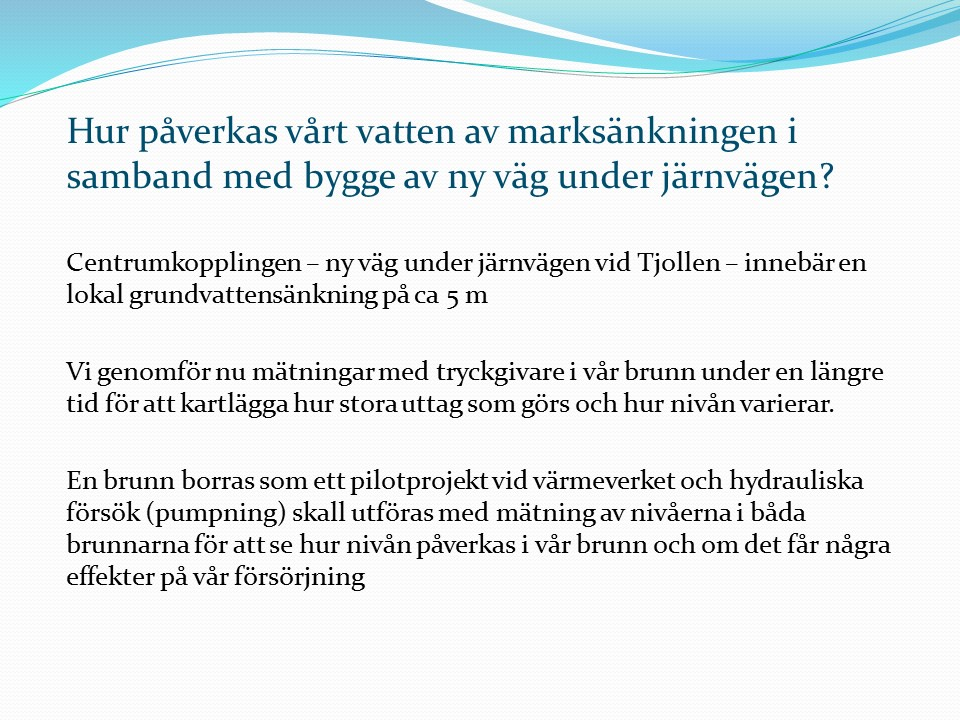 Hur påverkas vårt vatten av marksänkningen i
samband med bygge av ny väg under järnvägen?
Centrumkopplingen – ny väg under järnvägen vid Tjollen – innebär en
lokal grundvattensänkning på ca 5 m
Vi genomför nu mätningar med tryckgivare i vår brunn under en längre
tid för att kartlägga hur stora uttag som görs och hur nivån varierar.
En brunn borras som ett pilotprojekt vid värmeverket och hydrauliska
försök (pumpning) skall utföras med mätning av nivåerna i båda
brunnarna för att se hur nivån påverkas i vår brunn och om det får några
effekter på vår försörjning